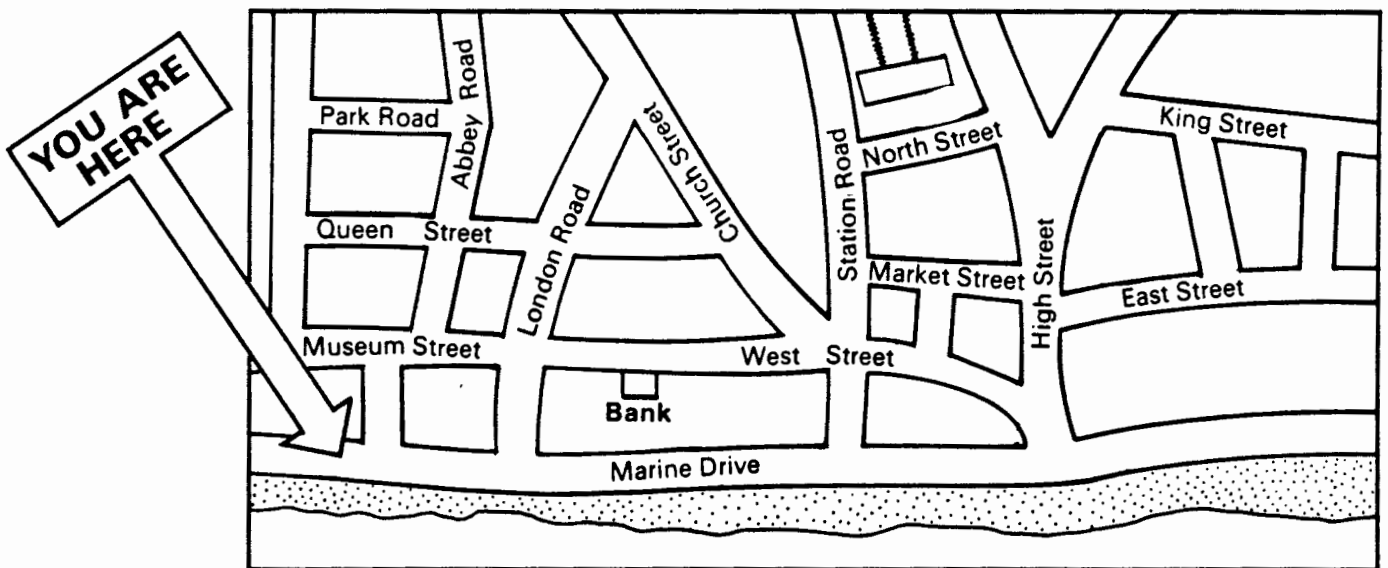 YOU ARE
HERE
Park Road
Abbey Road
Queen Street
London Road
Church Street
Museum Street
West Street
Station Road
North Street
Market Street
High Street
King Street
East Street
Bank
Marine Drive